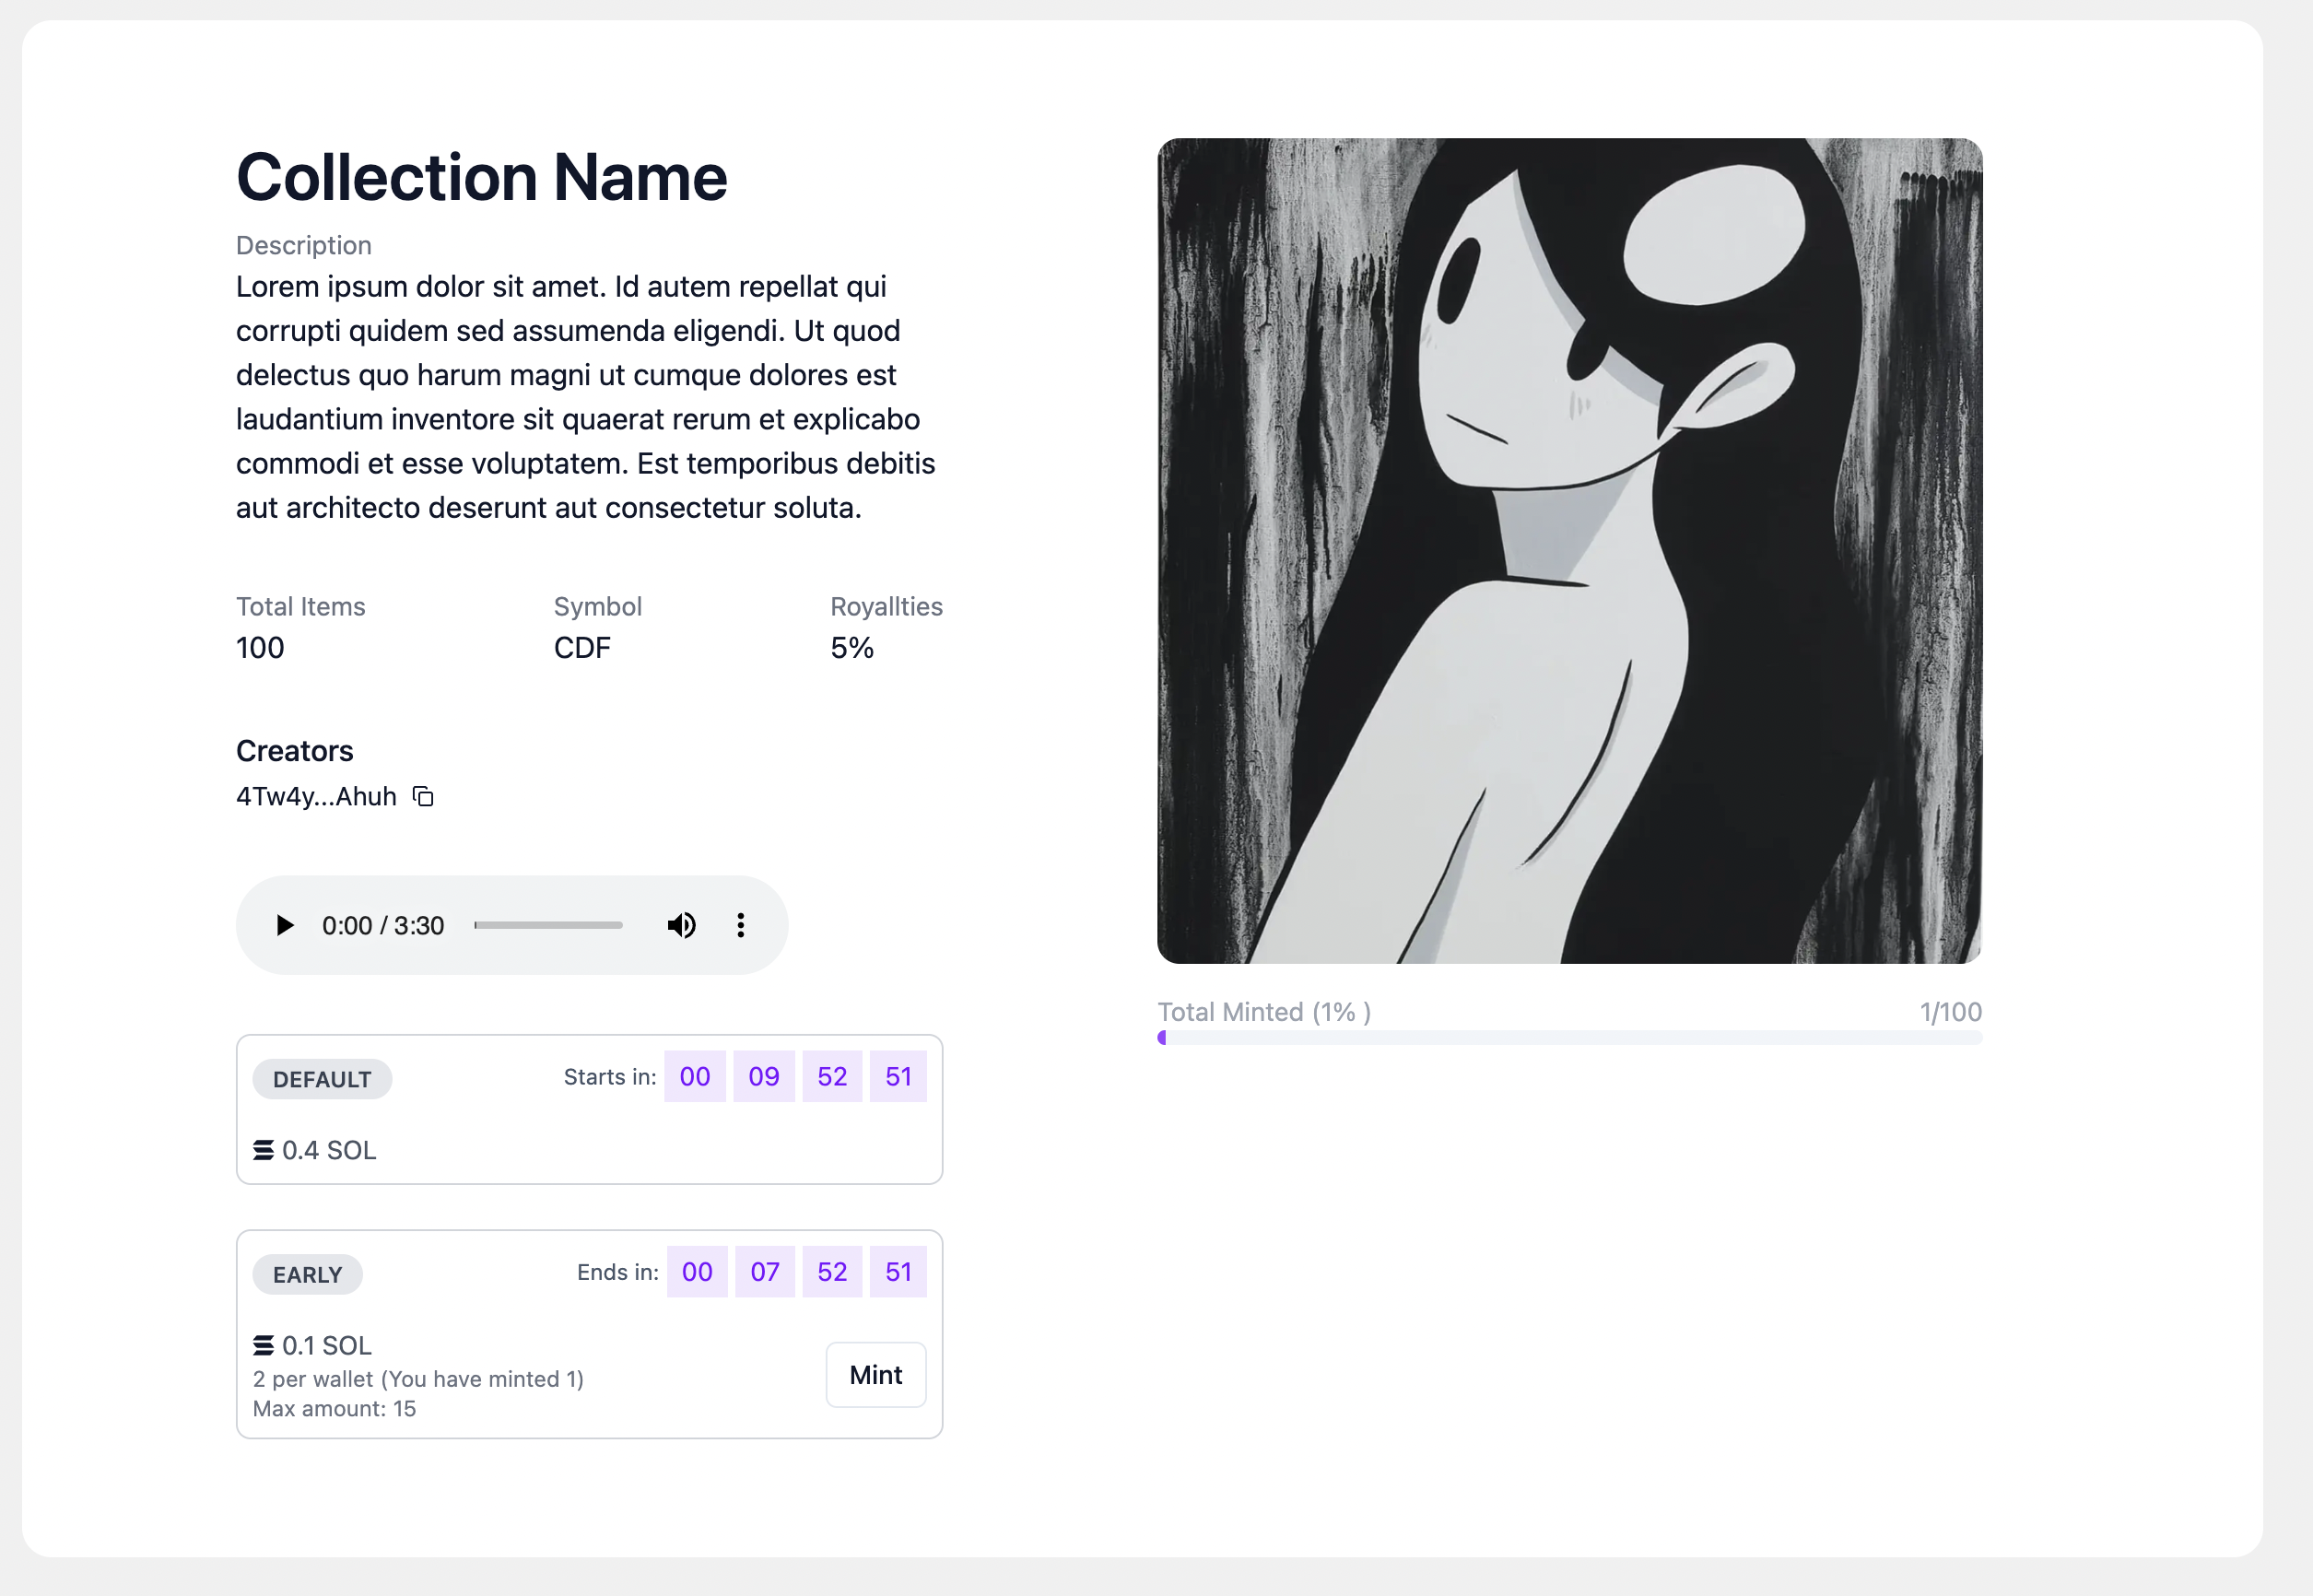 Collection Name
Description
Lorem ipsum dolor sit amet. Id autem repellat qui
corrupti quidem sed assumenda eligendi. Ut quod
delectus quo harum magni ut cumque dolores est
laudantium inventore sit quaerat rerum et explicabo
commodi et esse voluptatem. Est temporibus debitis
aut architecto deserunt aut consectetur soluta.
Total Items Symbol Royallties
100 CDF 5%
Creators
4Tw4y...Ahuh
0:00 / 3:30
DEFAULT Starts in: 00 09 52 51
0.4 SOL
EARLY Ends in: 00 07 52 51
0.1 SOL
2 per wallet (You have minted 1)
Max amount: 15
Mint
Total Minted (1% ) 1/100